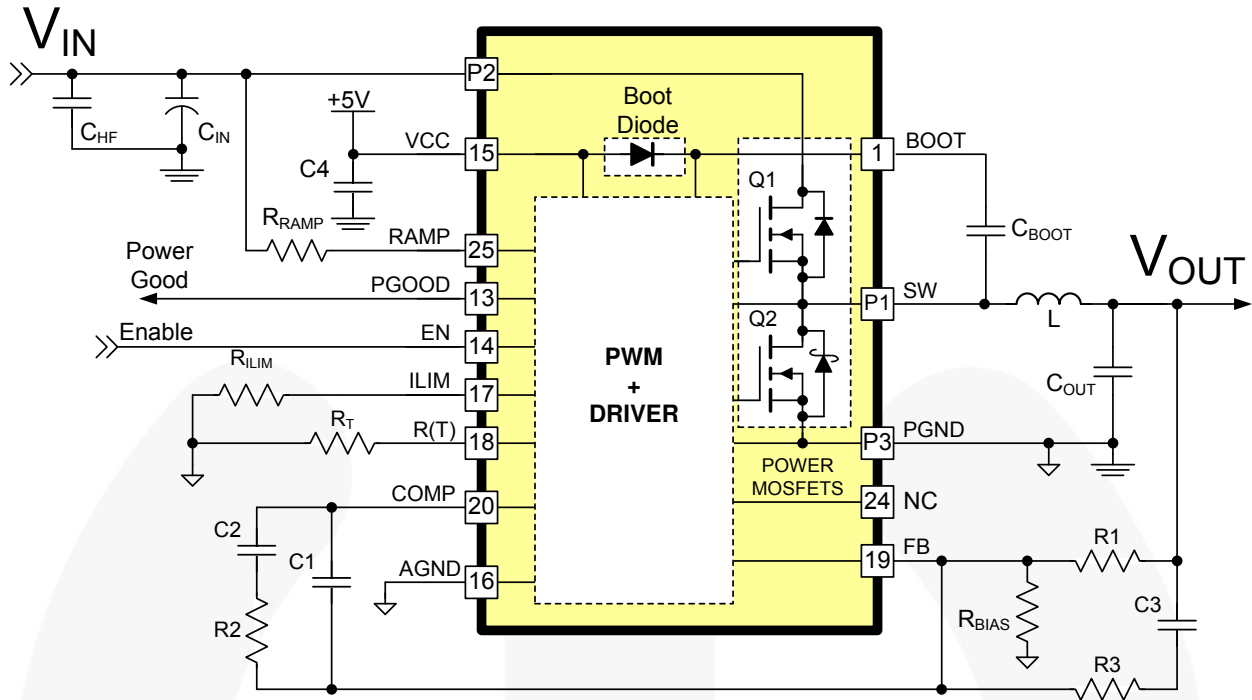 VIN
P2
+5V
Boot
Diode
CHF
CIN
VCC
15
1
BOOT
C4
Q1
RRAMP
RAMP
25
CBOOT
Power
Good
PGOOD
13
P1
SW
VOUT
L
Enable
EN
14
Q2
PWM
+
DRIVER
RILIM
ILIM
17
COUT
RT
R(T)
18
P3
PGND
POWER
MOSFETS
COMP
20
24
NC
C2
C1
19
FB
R1
AGND
16
R2
RBIAS
C3
R3